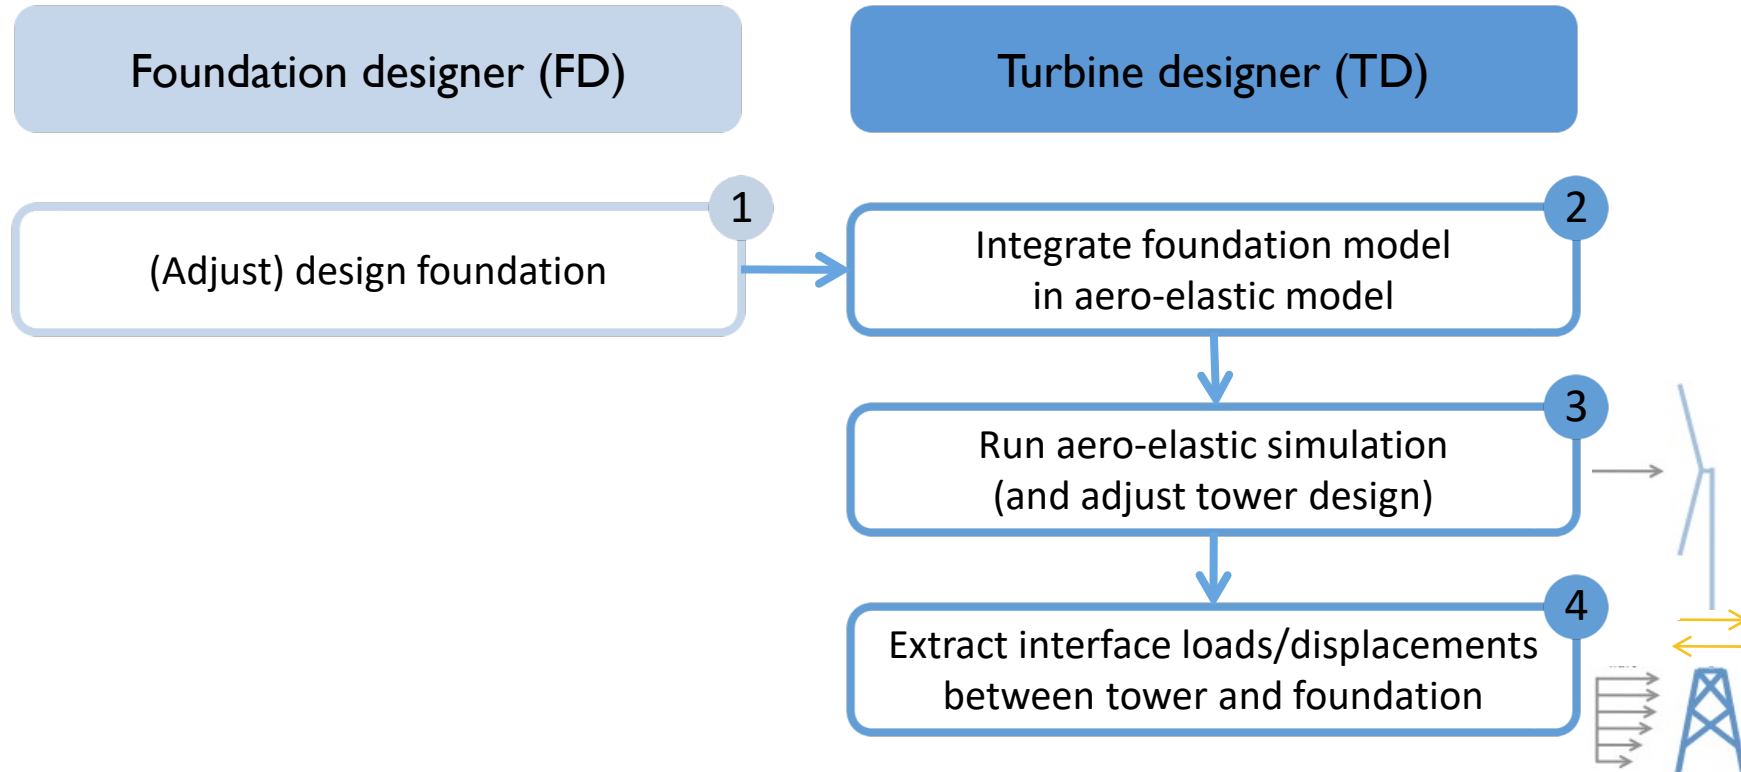 Foundation designer (FD)
Turbine designer (TD)
1
(Adjust) design foundation
2
Integrate foundation model
in aero-elastic model
3
Run aero-elastic simulation
(and adjust tower design)
4
Extract interface loads/displacements
between tower and foundation